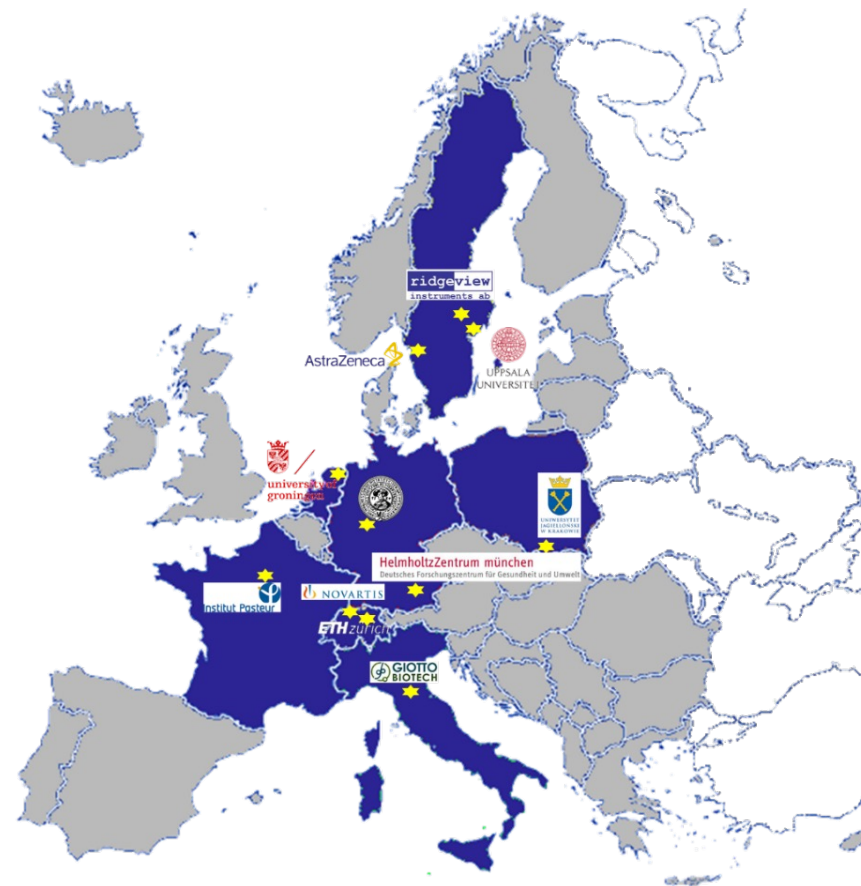 ridgeview
instruments ab
AstraZeneca
UPPSALA
UNIVERSITE
university of
groningen
UNIWERSYTET
JAGIELLOŃSKI
W KRAKOWIE
HelmholtzZentrum münchen
Deutsches Forschungszentrum für Gesundheit und Umwelt
Institut Pasteur
NOVARTIS
ETH zürich
GIOTTO
BIOTECH